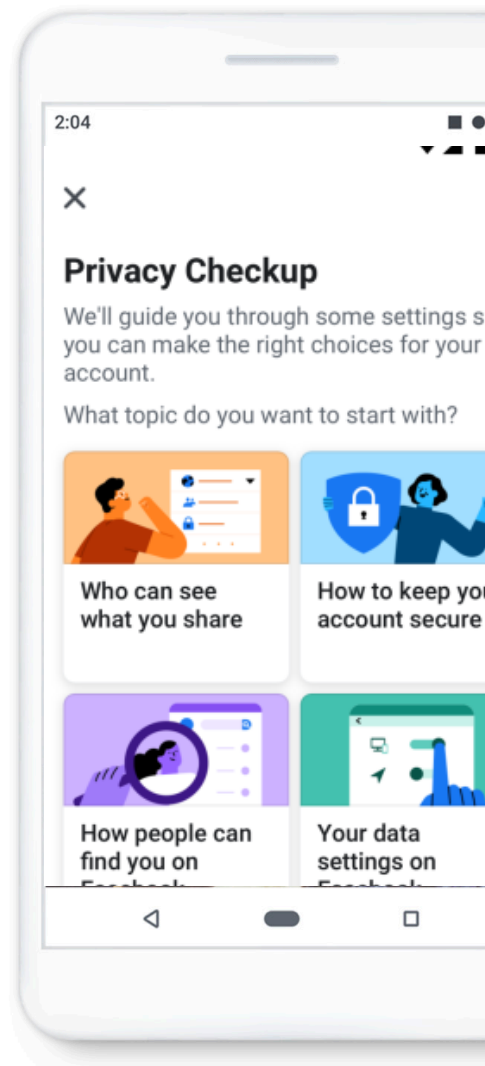 2:04
Privacy Checkup
We'll guide you through some settings s
you can make the right choices for your
account.
What topic do you want to start with?
Who can see
what you share
How to keep you
account secure
How people can
find you on
Facebook
Your data
settings on
Facebook